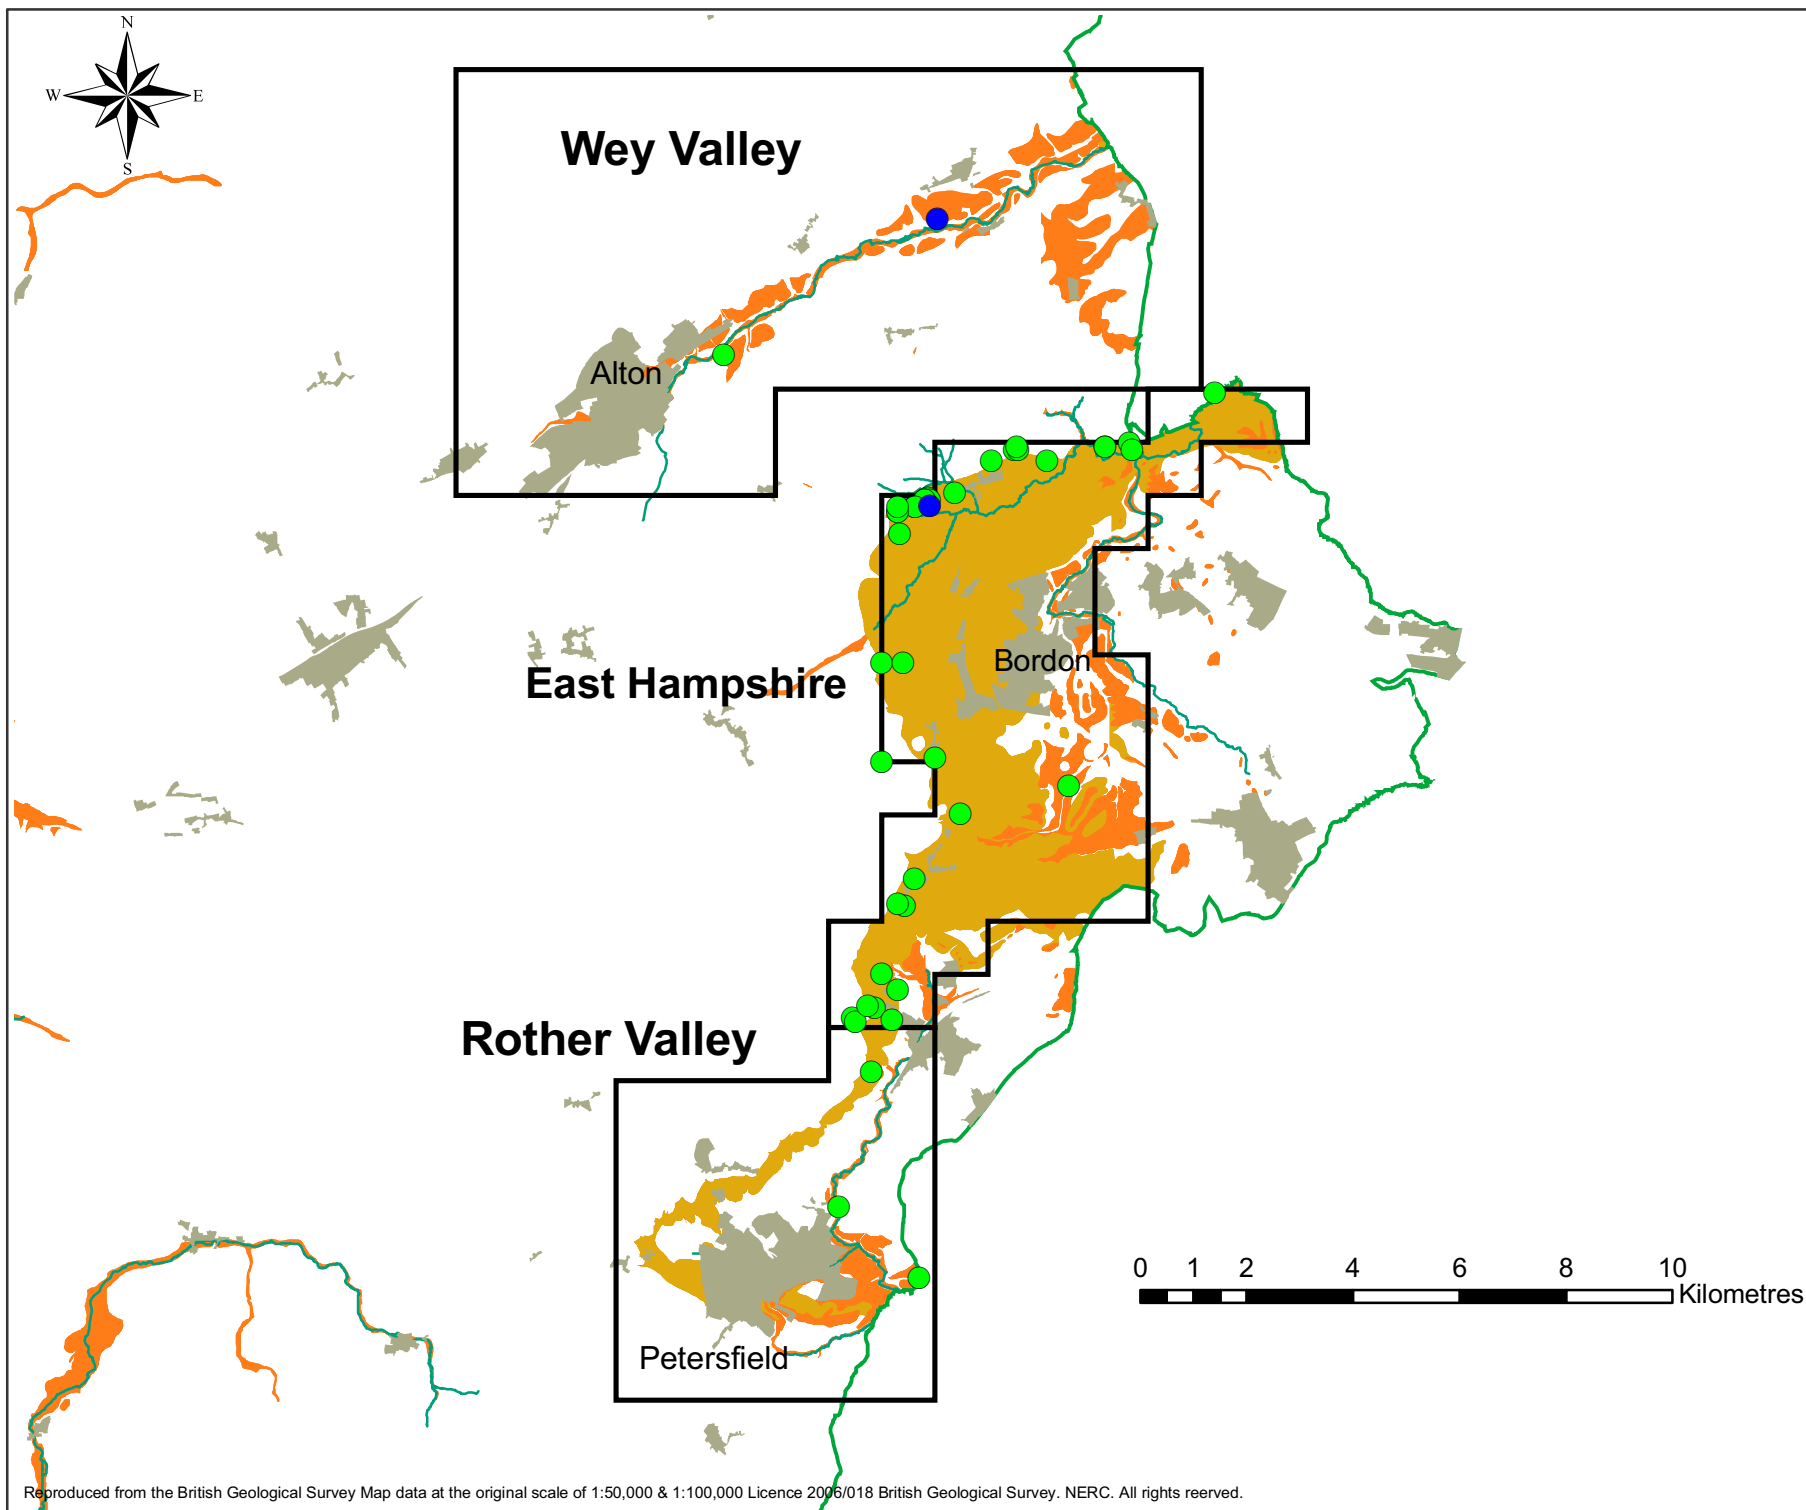 N
W E
S
Wey Valley
Alton
Bordon
East Hampshire
Rother Valley
0 1 2 4 6 8 10
Kilometres
Petersfield
Reproduced from the British Geological Survey Map data at the original scale of 1:50,000 & 1:100,000 Licence 2006/018 British Geological Survey. NERC. All rights reerved.